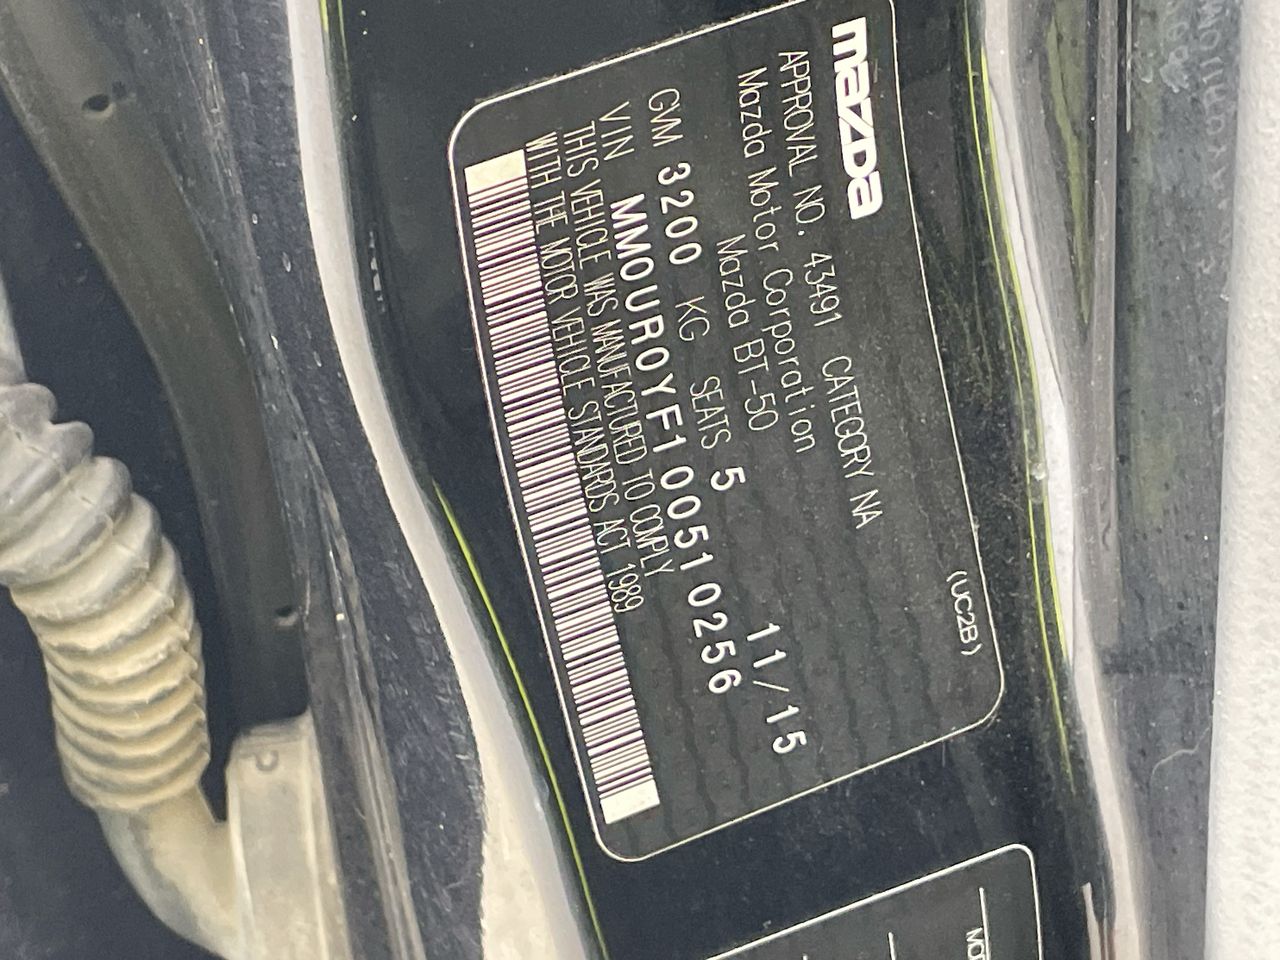 mazda
(UC2B)
APPROVAL NO. 43491 CATEGORY NA
Mazda Motor Corporation
Mazda BT-50 11/15
GVM 3200 KG SEATS 5
VIN MM0UR0YF100510256
THIS VEHICLE WAS MANUFACTURED TO COMPLY
WITH THE MOTOR VEHICLE STANDARDS ACT 1989